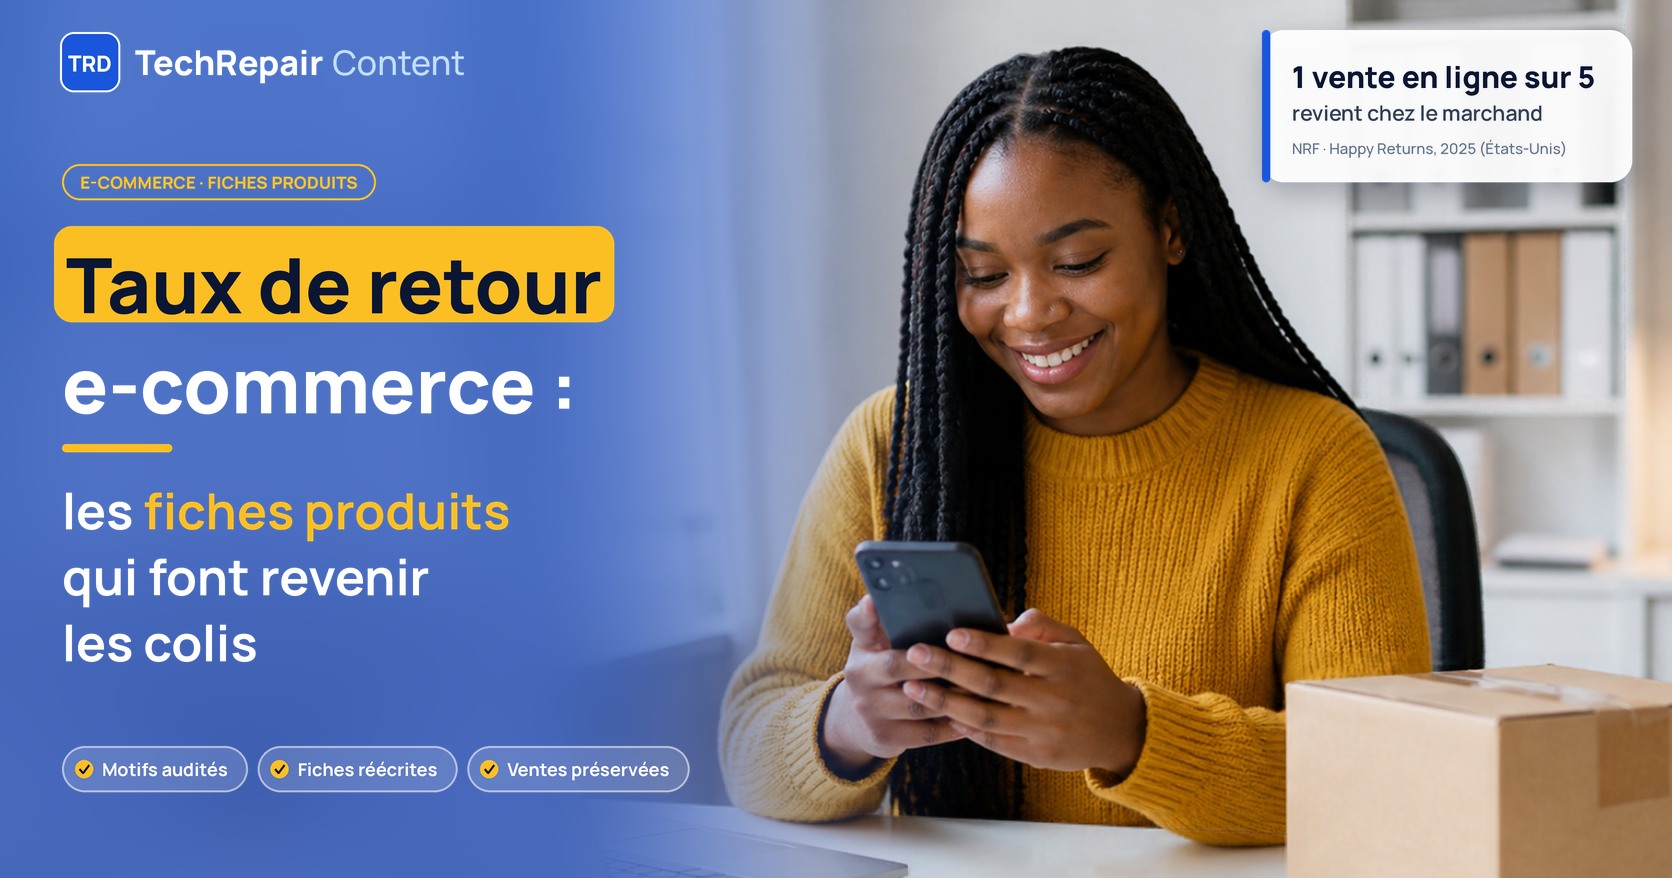 TRD
TechRepair Content
E-COMMERCE · FICHES PRODUITS
Taux de retour
e-commerce :
les fiches produits
qui font revenir
les colis
Motifs audités
Fiches réécrites
Ventes préservées
1 vente en ligne sur 5
revient chez le marchand
NRF · Happy Returns, 2025 (États-Unis)